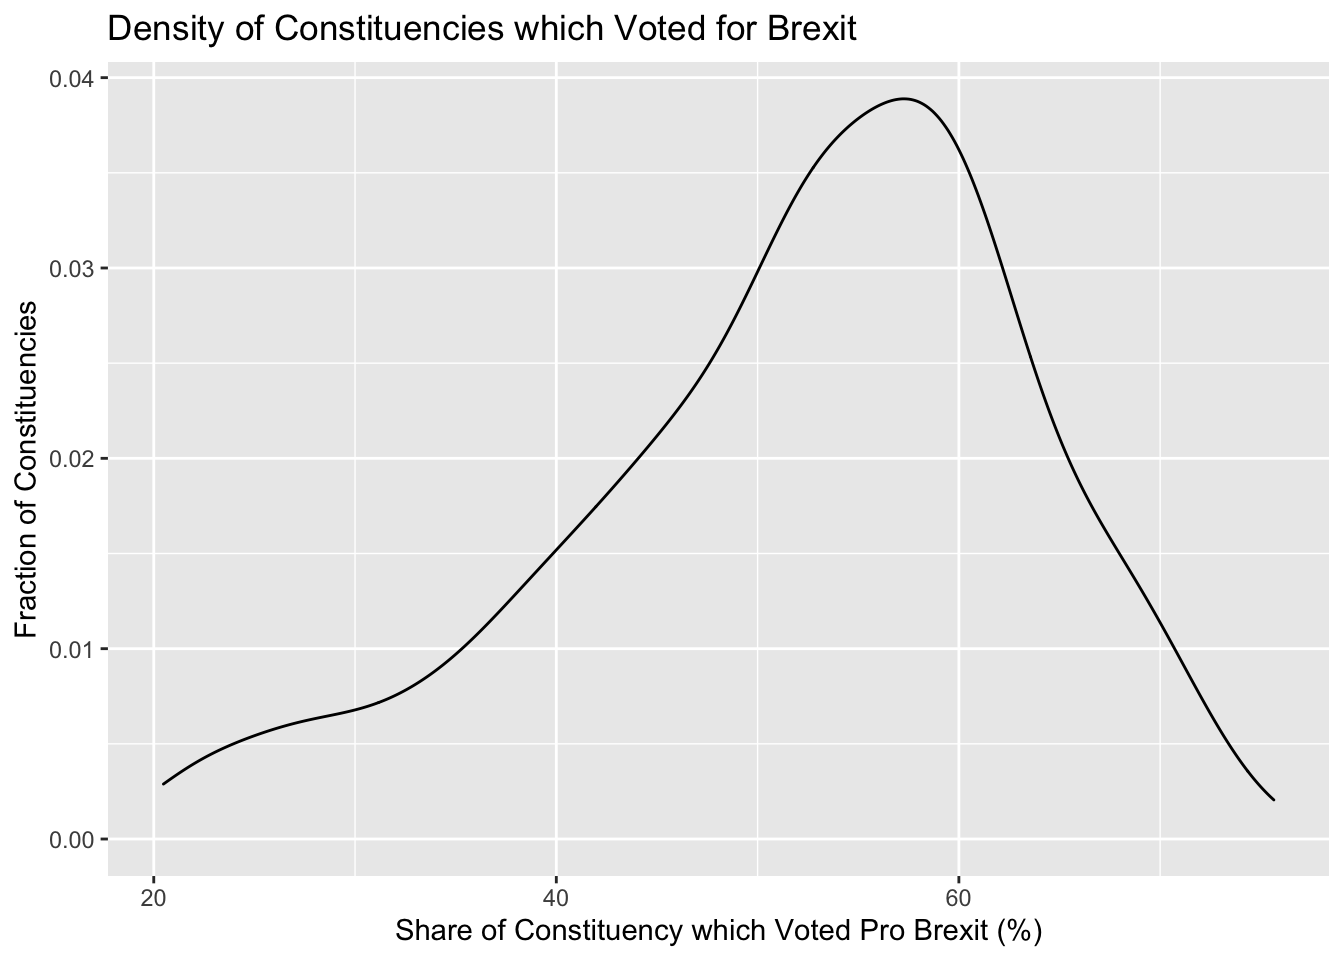 Density of Constituencies which Voted for Brexit
Fraction of Constituencies
0.04
0.03
0.02
0.01
0.00
20 40 60
Share of Constituency which Voted Pro Brexit (%)